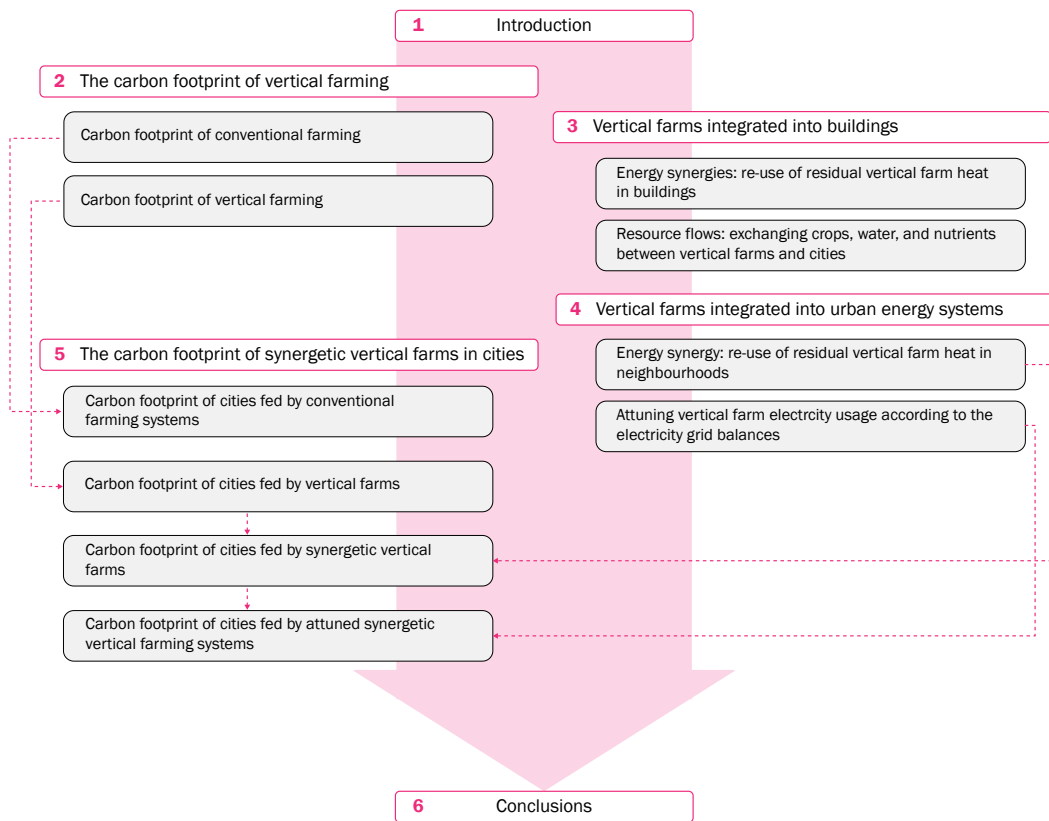 1 Introduction
2 The carbon footprint of vertical farming
Carbon footprint of conventional farming
Carbon footprint of vertical farming
3 Vertical farms integrated into buildings
Energy synergies: re-use of residual vertical farm heat
in buildings
Resource flows: exchanging crops, water, and nutrients
between vertical farms and cities
4 Vertical farms integrated into urban energy systems
Energy synergy: re-use of residual vertical farm heat in
neighbourhoods
Attuning vertical farm electrcity usage according to the
electricity grid balances
5 The carbon footprint of synergetic vertical farms in cities
Carbon footprint of cities fed by conventional
farming systems
Carbon footprint of cities fed by vertical farms
Carbon footprint of cities fed by synergetic vertical
farms
Carbon footprint of cities fed by attuned synergetic
vertical farming systems
6 Conclusions